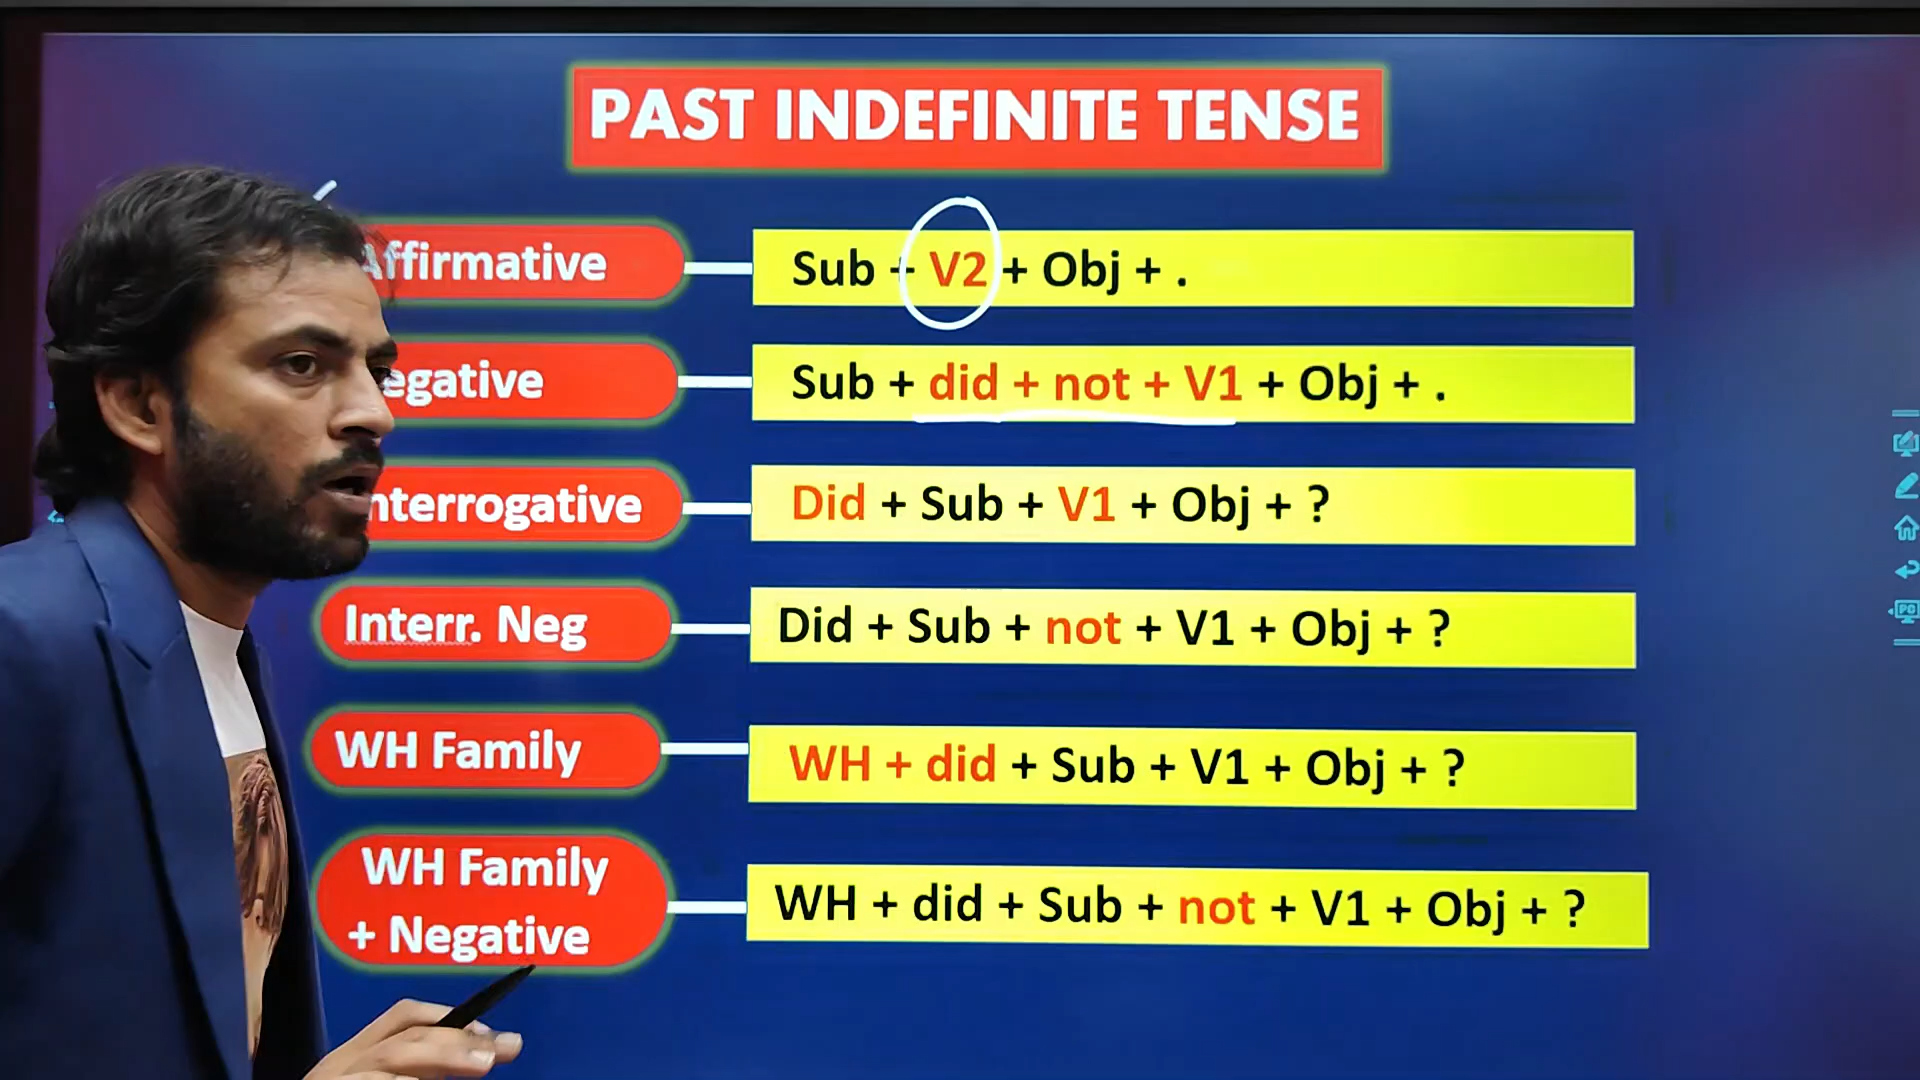 PAST INDEFINITE TENSE
Affirmative
Sub + V2 + Obj + .
egative
Sub + did + not + V1 + Obj + .
nterrogative
Did + Sub + V1 + Obj + ?
Interr. Neg
Did + Sub + not + V1 + Obj + ?
WH Family
WH + did + Sub + V1 + Obj + ?
WH Family
+ Negative
WH + did + Sub + not + V1 + Obj + ?
PC